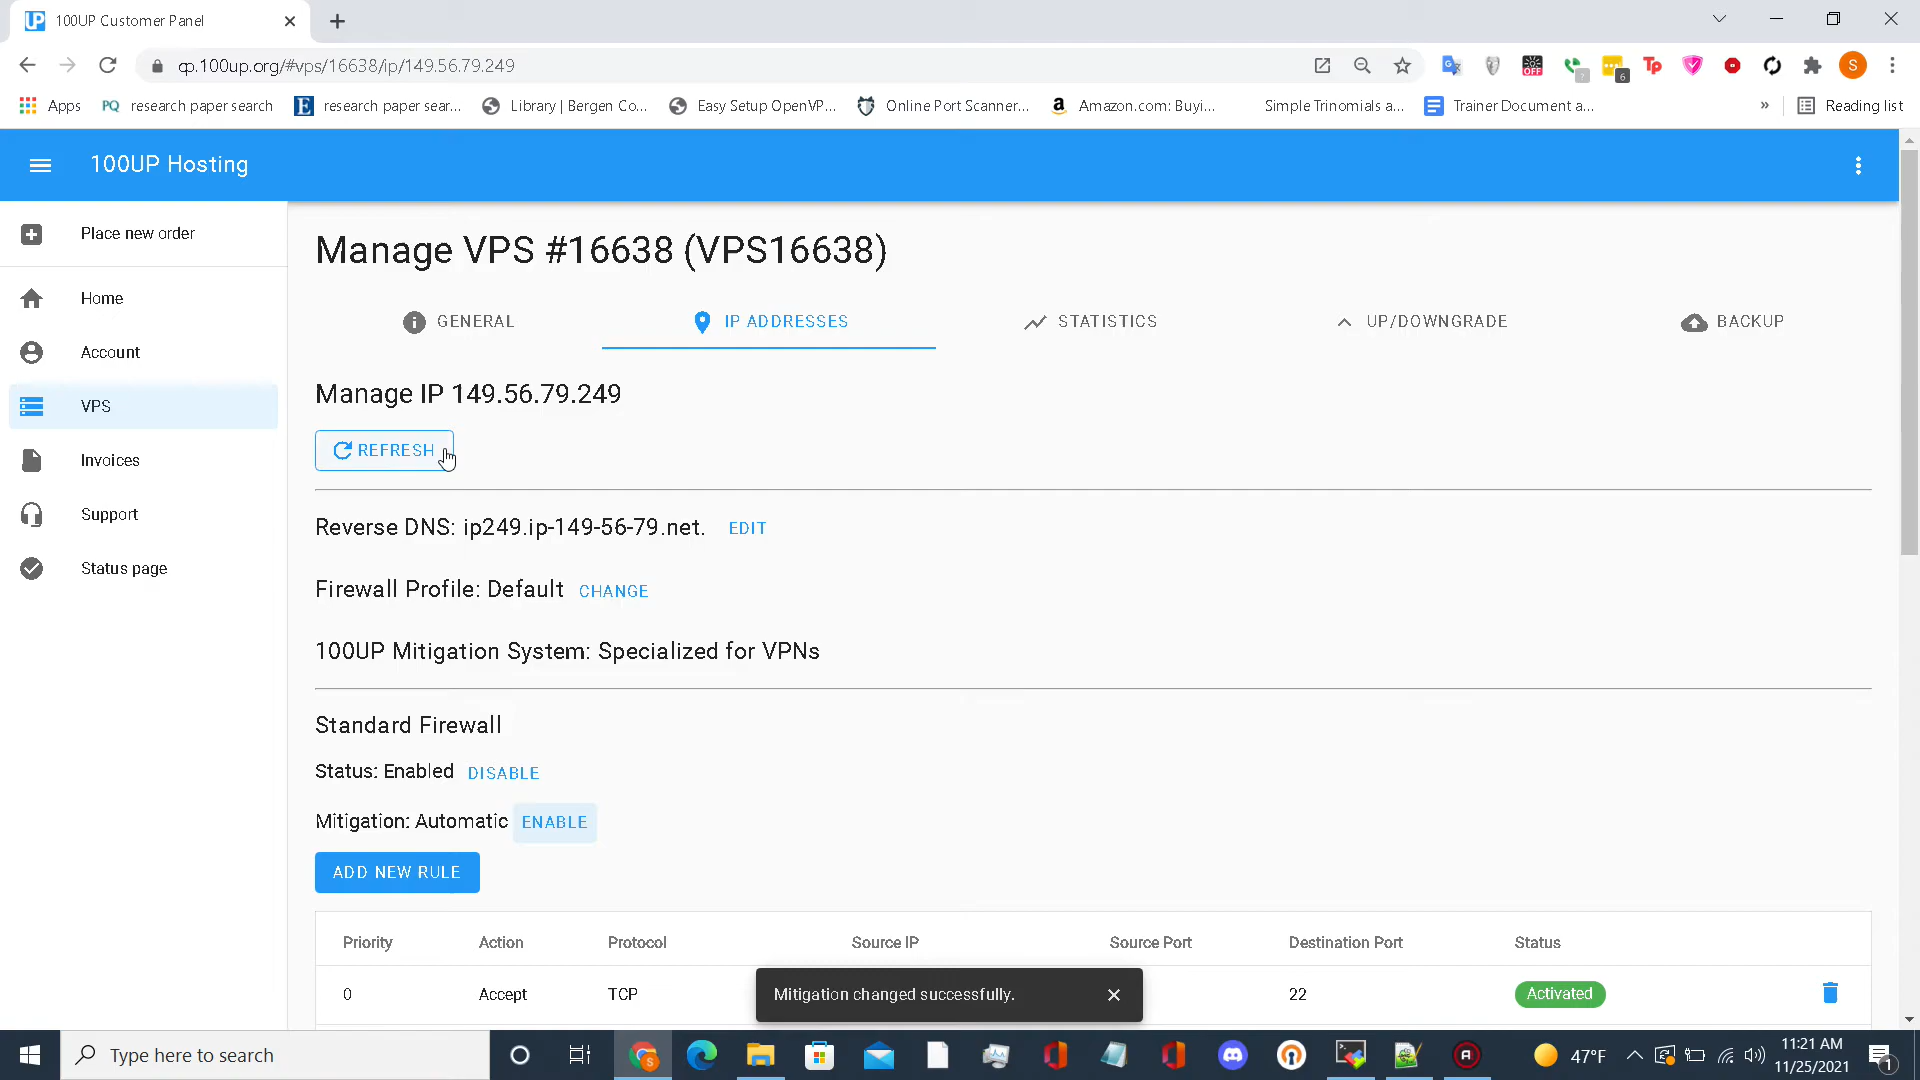 100UP Customer Panel
cp.100up.org/#vps/16638/ip/149.56.79.249
OFF
6
Tp
S
Apps
PQ research paper search
E research paper sear...
Library | Bergen Co...
Easy Setup OpenVP...
Online Port Scanner...
Amazon.com: Buyi...
Simple Trinomials a...
Trainer Document a...
»
Reading list
100UP Hosting
Place new order
Home
Account
VPS
Invoices
Support
Status page
Manage VPS #16638 (VPS16638)
GENERAL
IP ADDRESSES
STATISTICS
UP/DOWNGRADE
BACKUP
Manage IP 149.56.79.249
REFRESH
Reverse DNS: ip249.ip-149-56-79.net. EDIT
Firewall Profile: Default CHANGE
100UP Mitigation System: Specialized for VPNs
Standard Firewall
Status: Enabled DISABLE
Mitigation: Automatic ENABLE
ADD NEW RULE
Priority Action Protocol Source IP Source Port Destination Port Status
0 Accept TCP 22 Activated
Mitigation changed successfully.
Type here to search
47°F
11:21 AM
11/25/2021
1